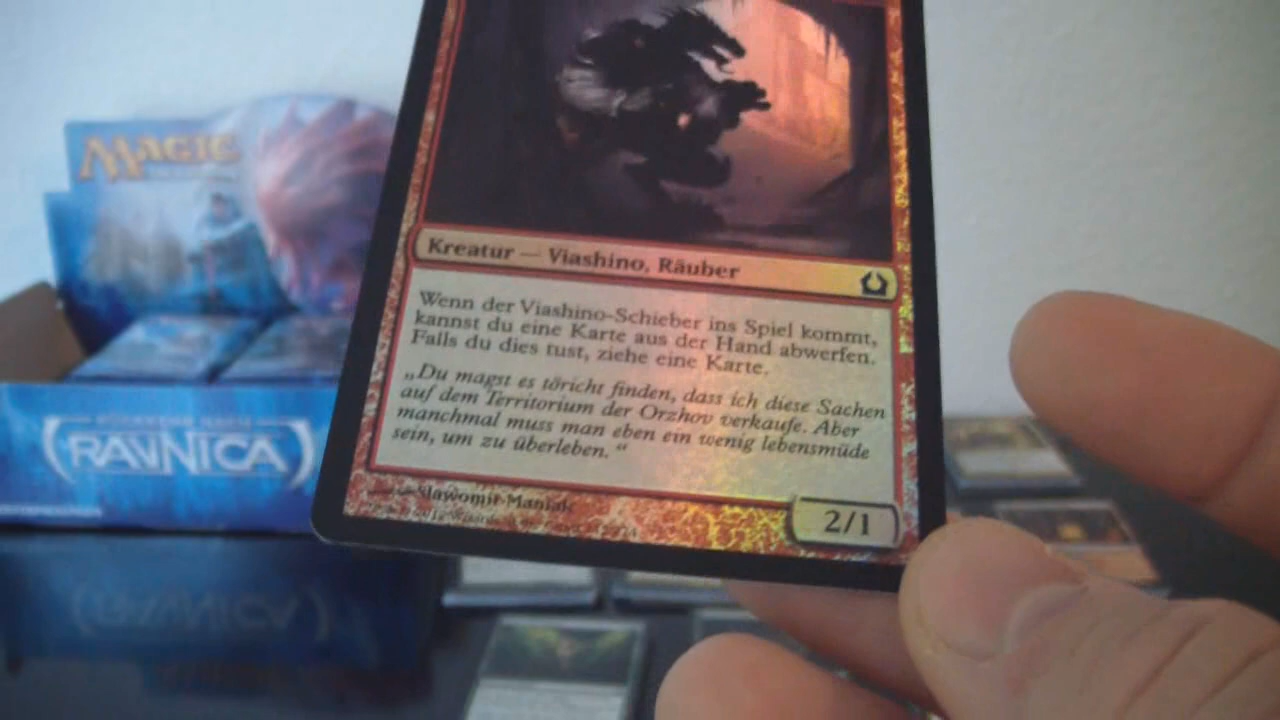 MAGIC
RAVNICA
Kreatur — Viashino, Räuber
Wenn der Viashino-Schieber ins Spiel kommt,
kannst du eine Karte aus der Hand abwerfen.
Falls du dies tust, ziehe eine Karte.
„Du magst es töricht finden, dass ich diese Sachen
auf dem Territorium der Orzhov verkaufe. Aber
manchmal muss man eben ein wenig lebensmüde
sein, um zu überleben.“
Slawomir Maniak
2/1